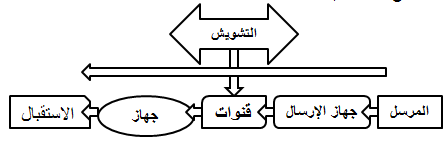 التشويش
المرسل
جهاز الإرسال
قنوات
جهاز
الاستقبال